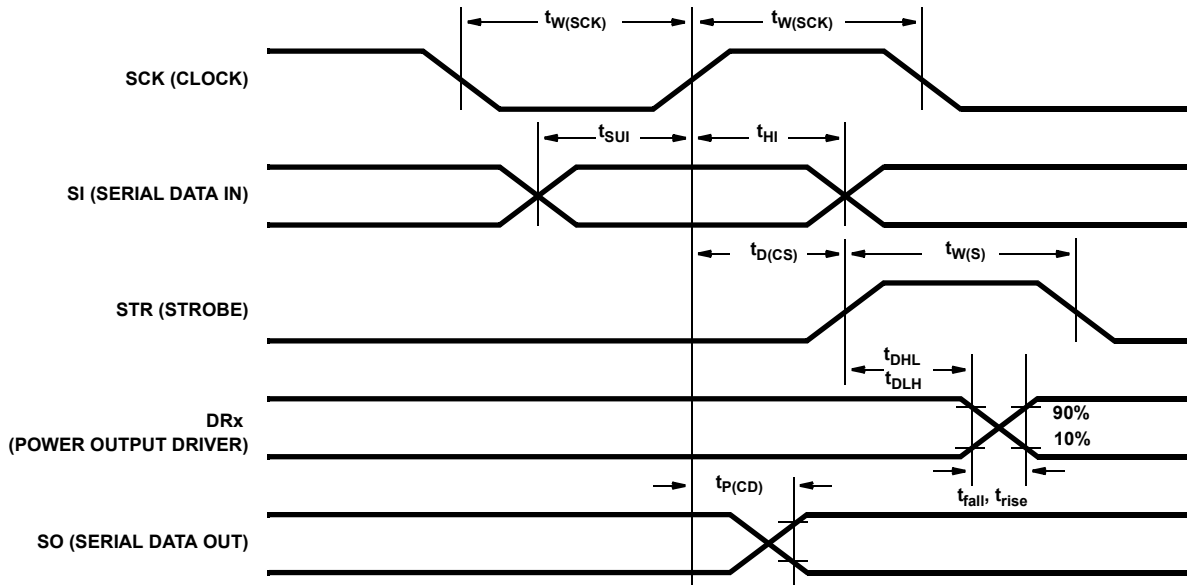 tW(SCK) tW(SCK)
SCK (CLOCK)
tSUI tHI
SI (SERIAL DATA IN)
tD(CS) tW(S)
STR (STROBE)
tDHL
tDLH
DRx
(POWER OUTPUT DRIVER)
90%
10%
tP(CD)
tfall, trise
SO (SERIAL DATA OUT)